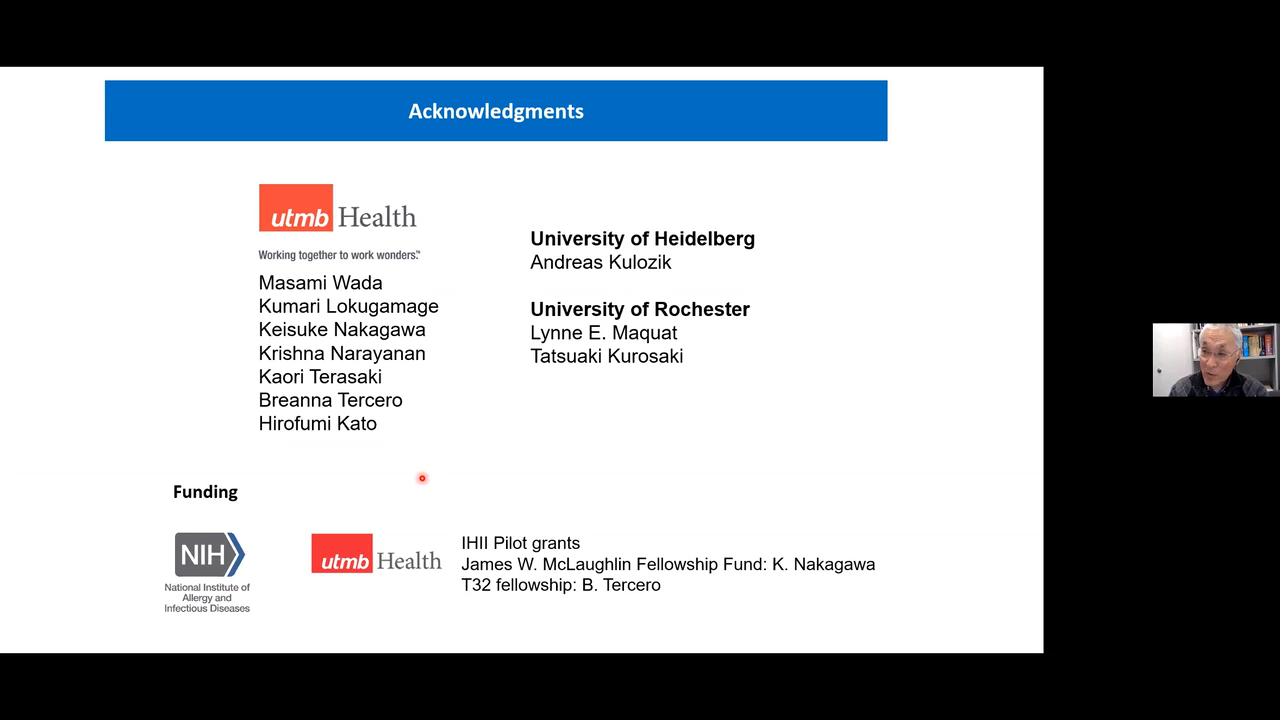 Acknowledgments
utmb Health
Working together to work wonders.™
Masami Wada
Kumari Lokugamage
Keisuke Nakagawa
Krishna Narayanan
Kaori Terasaki
Breanna Tercero
Hirofumi Kato
University of Heidelberg
Andreas Kulozik
University of Rochester
Lynne E. Maquat
Tatsuaki Kurosaki
Funding
NIH
National Institute of
Allergy and
Infectious Diseases
utmb Health
IHII Pilot grants
James W. McLaughlin Fellowship Fund: K. Nakagawa
T32 fellowship: B. Tercero